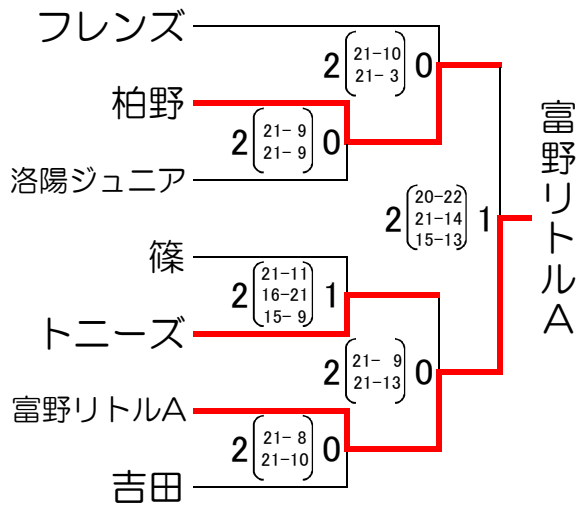 フレンズ
2 21-10 0
21- 3
柏野
2 21- 9 0
21- 9
洛陽ジュニア
2 20-22 1
21-14
15-13
富野リトルA
篠
2 21-11 1
16-21
15- 9
トニーズ
2 21- 9 0
21-13
富野リトルA
2 21- 8 0
21-10
吉田